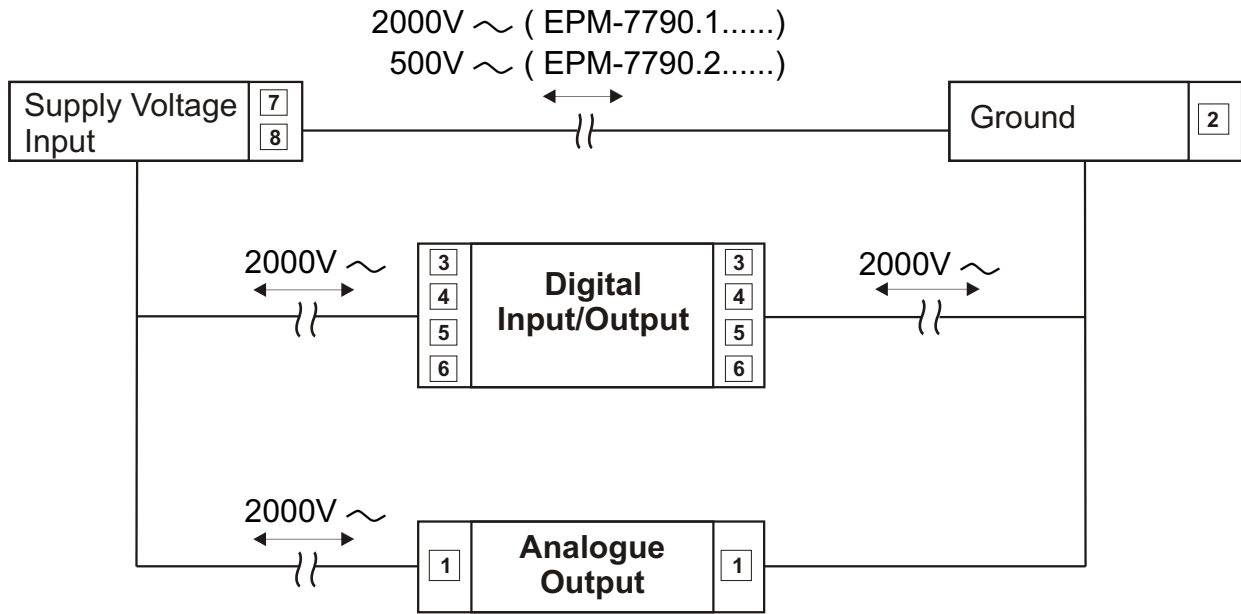 2000V ~ ( EPM-7790.1......)
500V ~ ( EPM-7790.2......)
Supply Voltage
Input
7
8
Ground
2
2000V ~
3
4
5
6
Digital
Input/Output
3
4
5
6
2000V ~
2000V ~
1
Analogue
Output
1